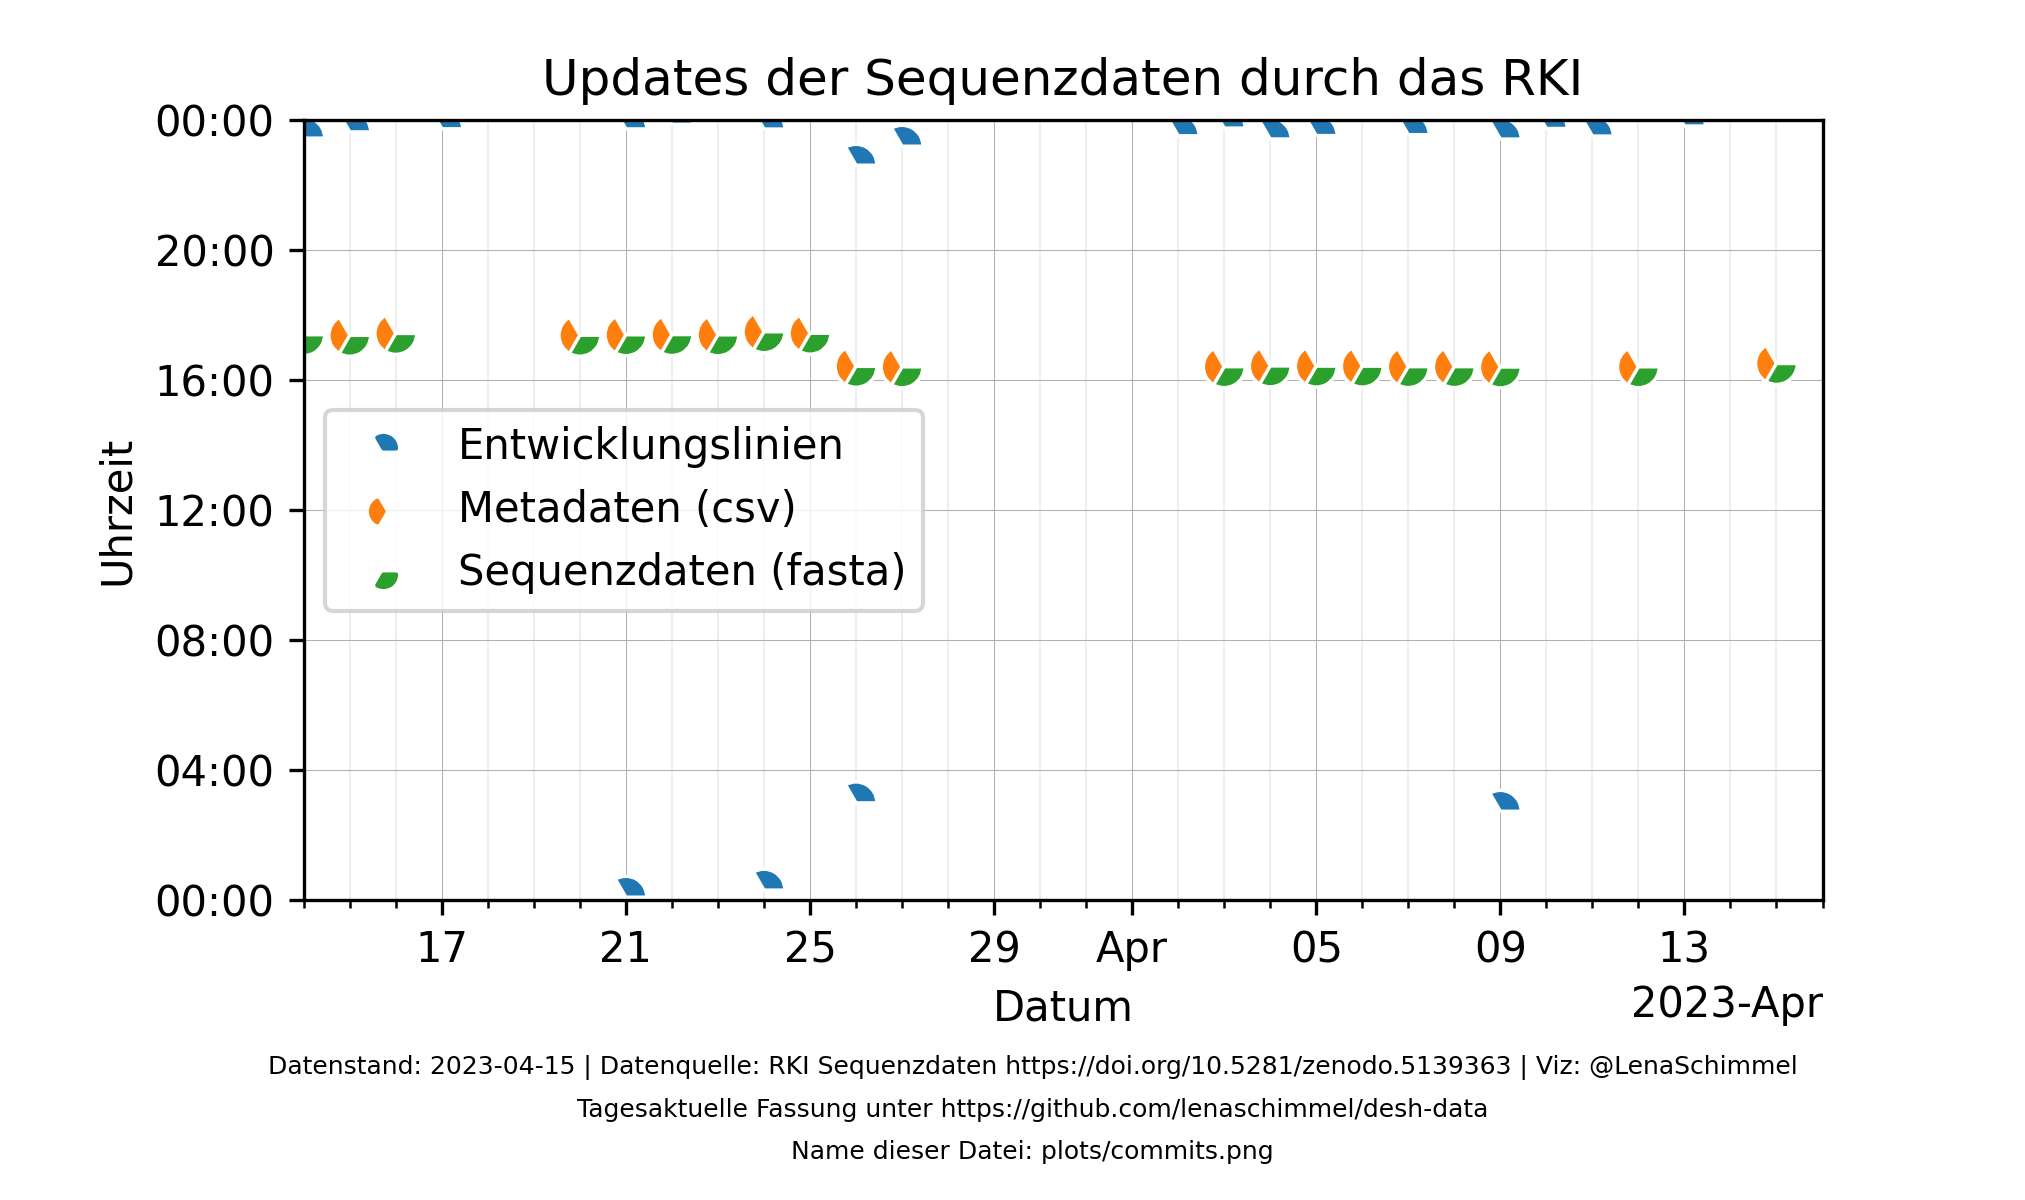 Updates der Sequenzdaten durch das RKI
00:00
20:00
16:00
12:00
08:00
04:00
00:00
Uhrzeit
Entwicklungslinien
Metadaten (csv)
Sequenzdaten (fasta)
17 21 25 29 Apr 05 09 13
Datum
2023-Apr
Datenstand: 2023-04-15 | Datenquelle: RKI Sequenzdaten https://doi.org/10.5281/zenodo.5139363 | Viz: @LenaSchimmel
Tagesaktuelle Fassung unter https://github.com/lenaschimmel/desh-data
Name dieser Datei: plots/commits.png